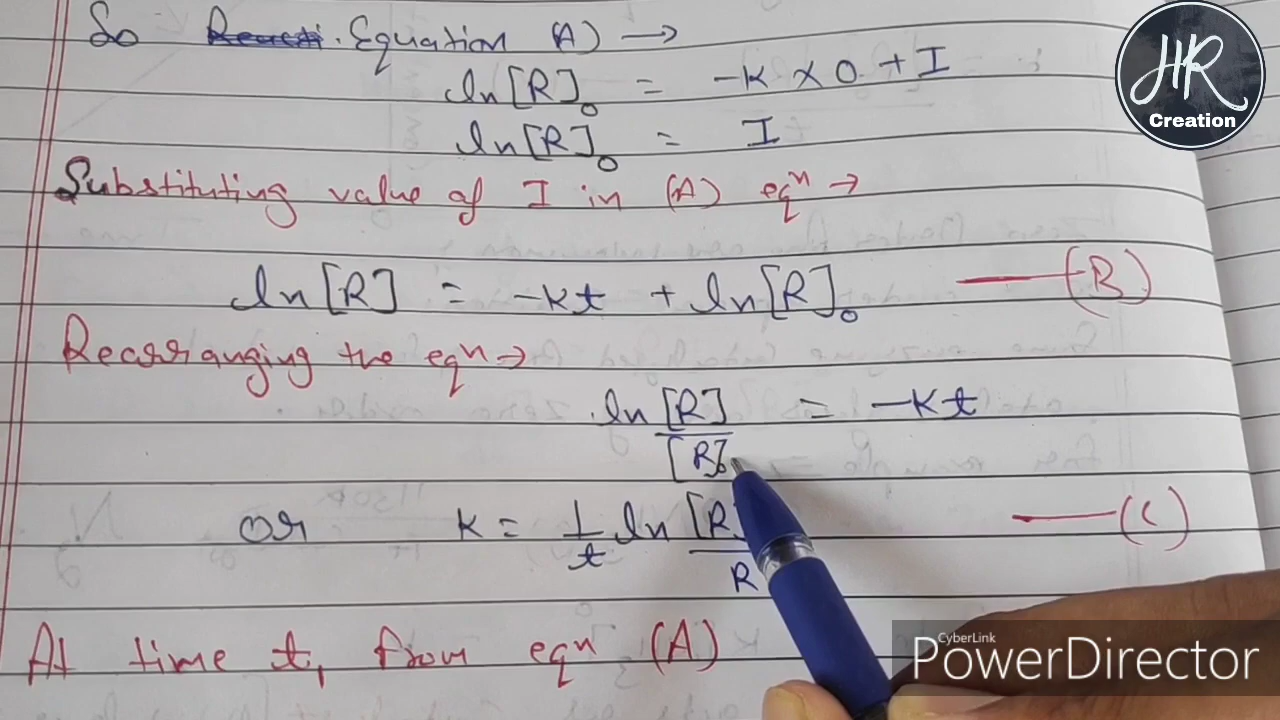 So Reacti. Equation (A) →
ln[R]₀ = -K × 0 + I
ln[R]₀ = I
Substituting value of I in (A) eqⁿ →
ln[R] = -Kt + ln[R]₀ —(B)
Rearranging the eqⁿ →
ln [R] = -Kt
[R]₀
or K = 1/t ln [R
R
—(C)
At time t, from eqⁿ (A)
HR
Creation
CyberLink
PowerDirector